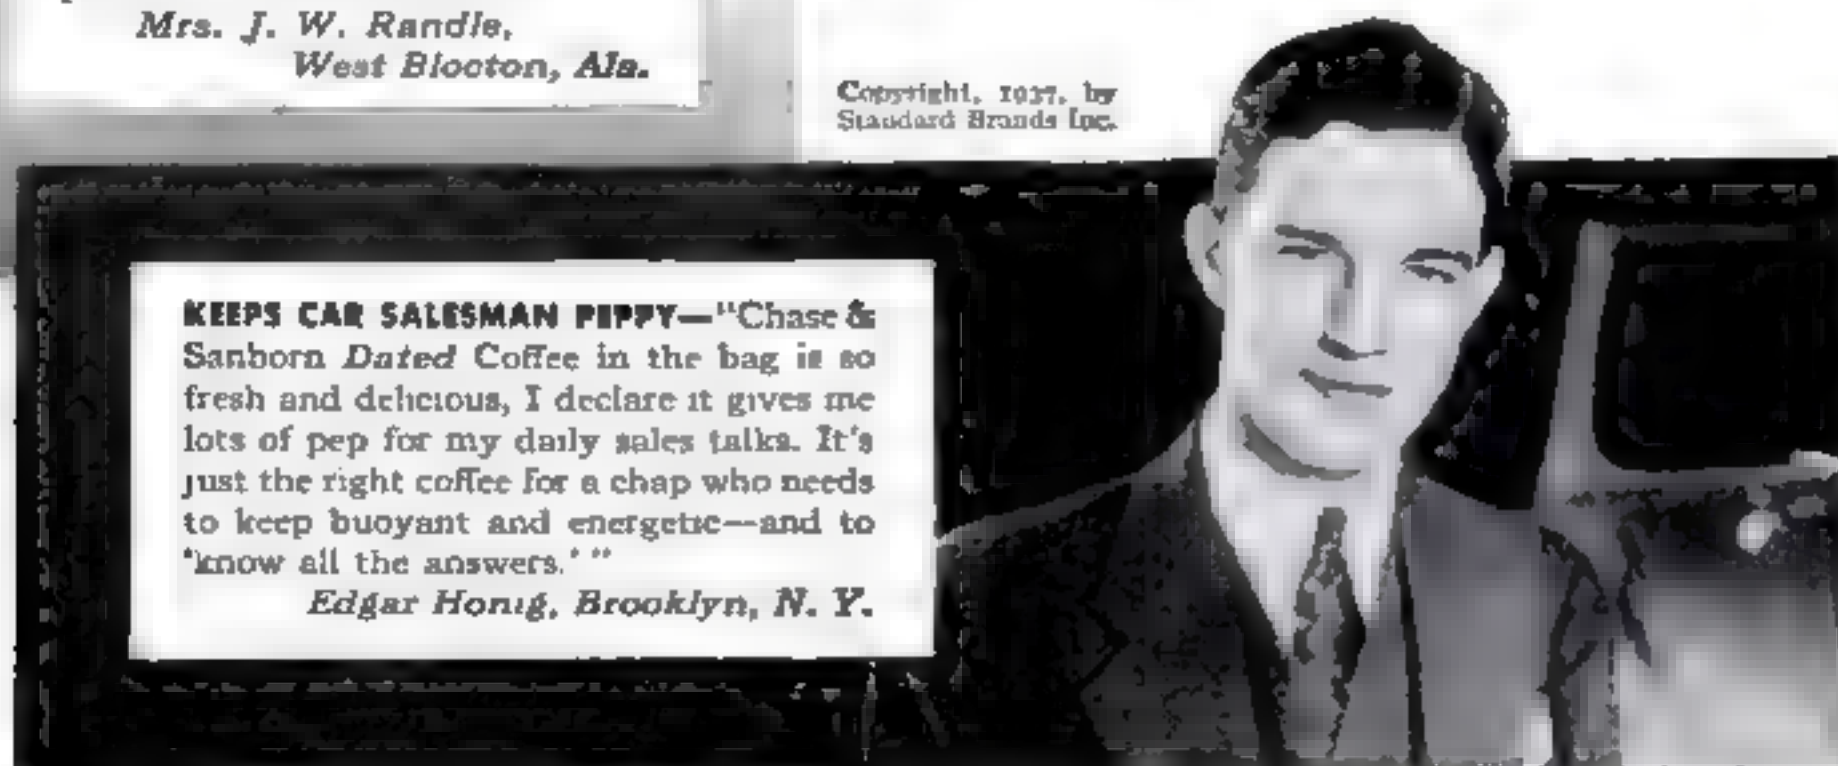 Mrs. J. W. Randle,
West Blocton, Ala.
Copyright, 1937, by
Standard Brands Inc.
KEEPS CAR SALESMAN PEPPY—"Chase &
Sanborn Dated Coffee in the bag is so
fresh and delicious, I declare it gives me
lots of pep for my daily sales talks. It's
just the right coffee for a chap who needs
to keep buoyant and energetic—and to
'know all the answers.' "
Edgar Honig, Brooklyn, N. Y.